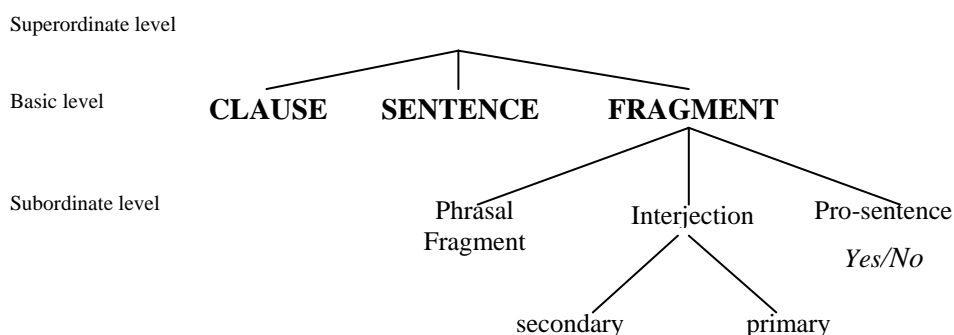 Superordinate level
Basic level
CLAUSE SENTENCE FRAGMENT
Subordinate level
Phrasal Fragment
Interjection
Pro-sentence
Yes/No
secondary primary